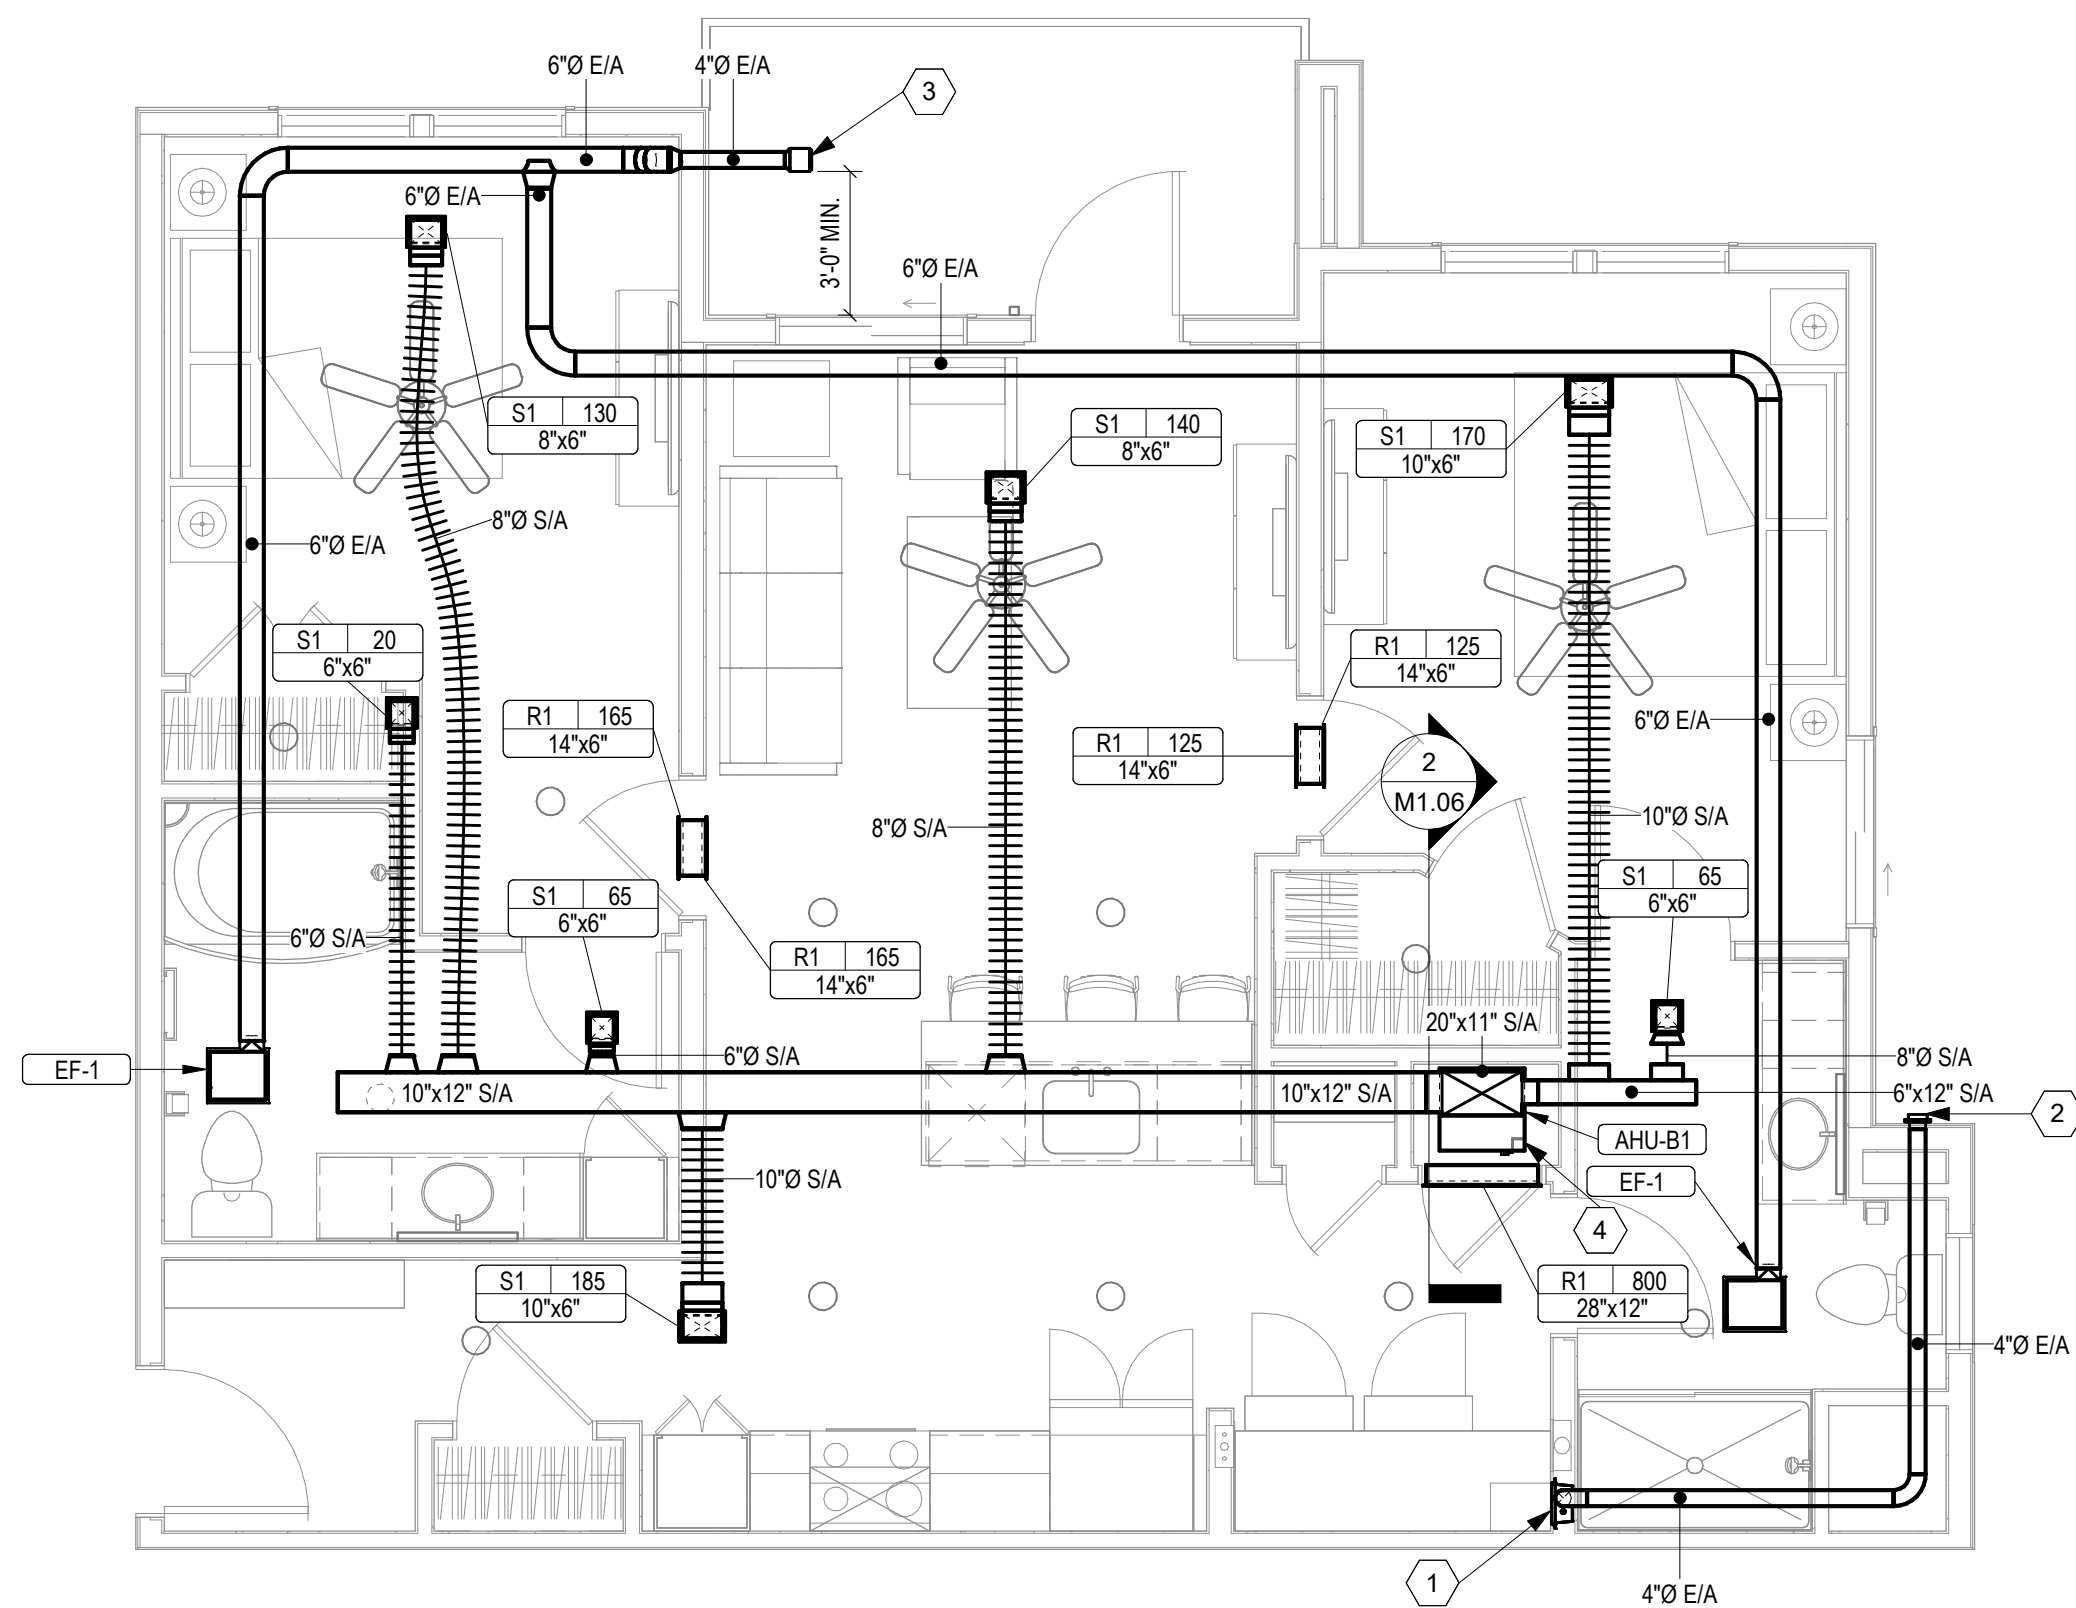 6"Ø E/A
4"Ø E/A
3
6"Ø E/A
3'-0" MIN.
6"Ø E/A
S1 130
8"x6"
S1 140
8"x6"
S1 170
10"x6"
8"Ø S/A
6"Ø E/A
S1 20
6"x6"
R1 125
14"x6"
R1 165
14"x6"
R1 125
14"x6"
6"Ø E/A
2
M1.06
8"Ø S/A
10"Ø S/A
S1 65
6"x6"
S1 65
6"x6"
6"Ø S/A
R1 165
14"x6"
20"x11" S/A
6"Ø S/A
8"Ø S/A
EF-1
10"x12" S/A
10"x12" S/A
6"x12" S/A
2
AHU-B1
10"Ø S/A
EF-1
4
S1 185
10"x6"
R1 800
28"x12"
4"Ø E/A
1
4"Ø E/A